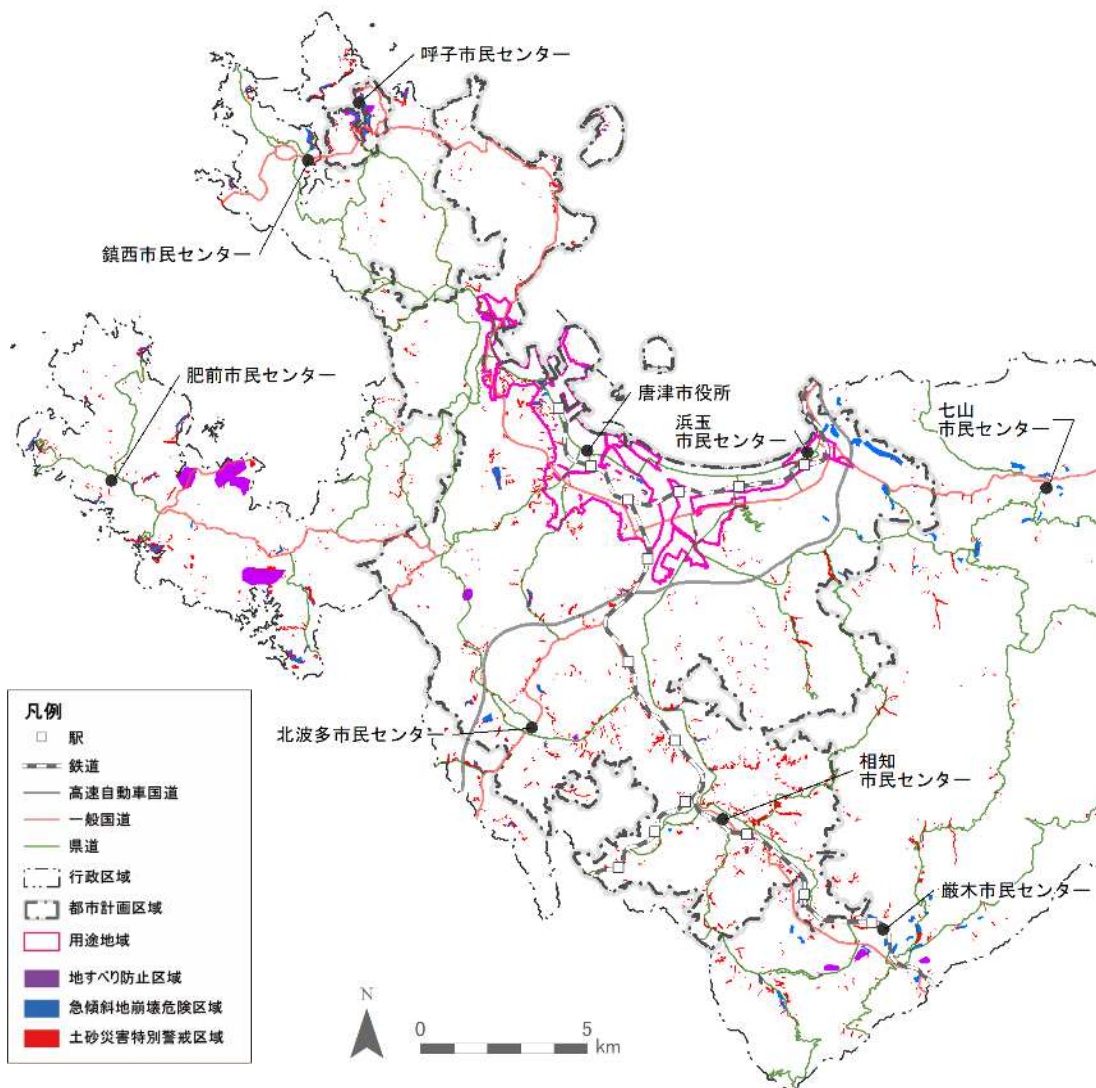 呼子市民センター
鎮西市民センター
肥前市民センター
唐津市役所
浜玉
市民センター
七山
市民センター
北波多市民センター
相知
市民センター
厳木市民センター
凡例
駅
鉄道
高速自動車国道
一般国道
県道
行政区域
都市計画区域
用途地域
地すべり防止区域
急傾斜地崩壊危険区域
土砂災害特別警戒区域
N
0 5
km